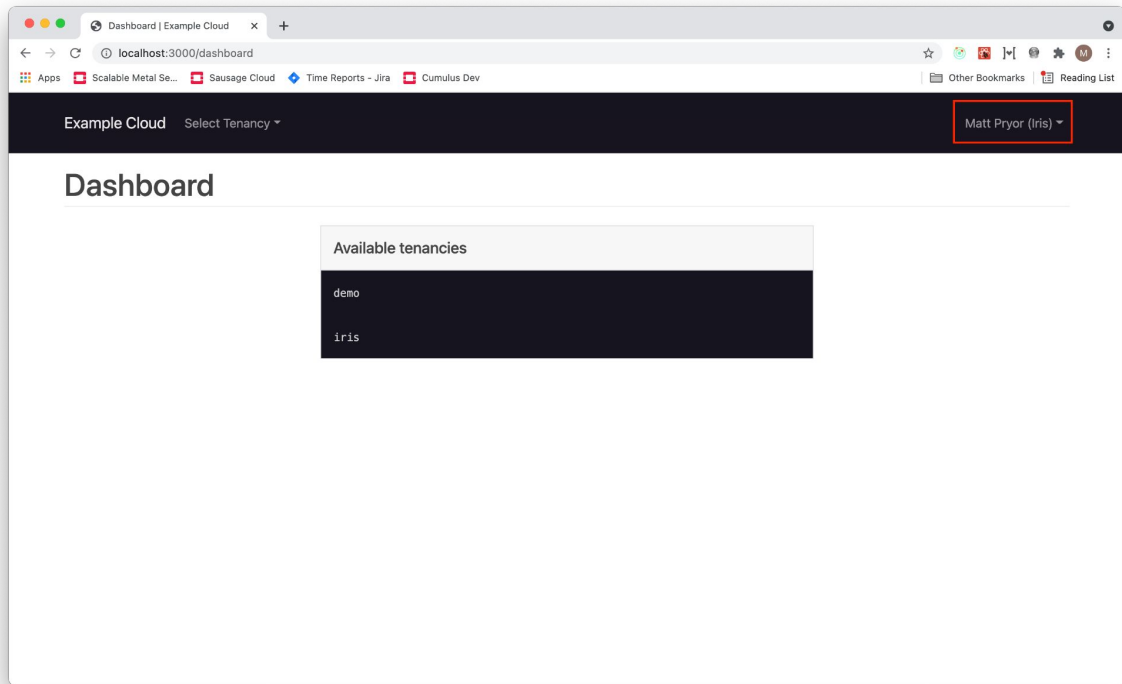 Dashboard | Example Cloud
localhost:3000/dashboard
M
Apps Scalable Metal Se... Sausage Cloud Time Reports - Jira Cumulus Dev Other Bookmarks Reading List
Example Cloud Select Tenancy Matt Pryor (Iris)
Dashboard
Available tenancies
demo
iris